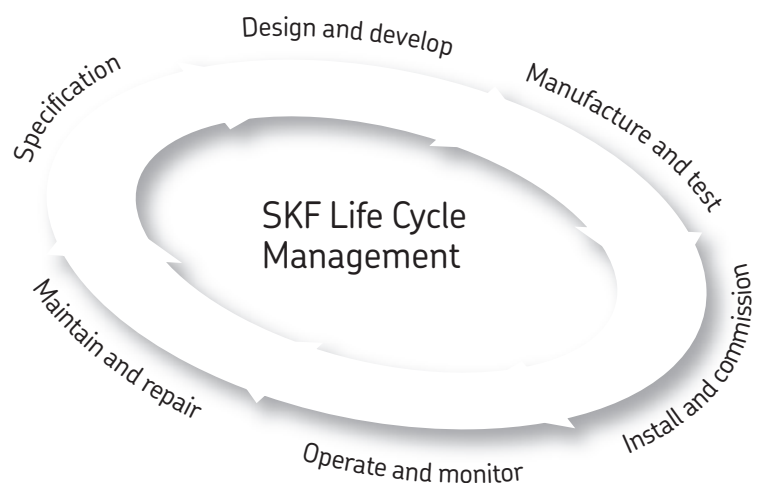 Design and develop
Specification
Manufacture and test
SKF Life Cycle
Management
Install and commission
Maintain and repair
Operate and monitor